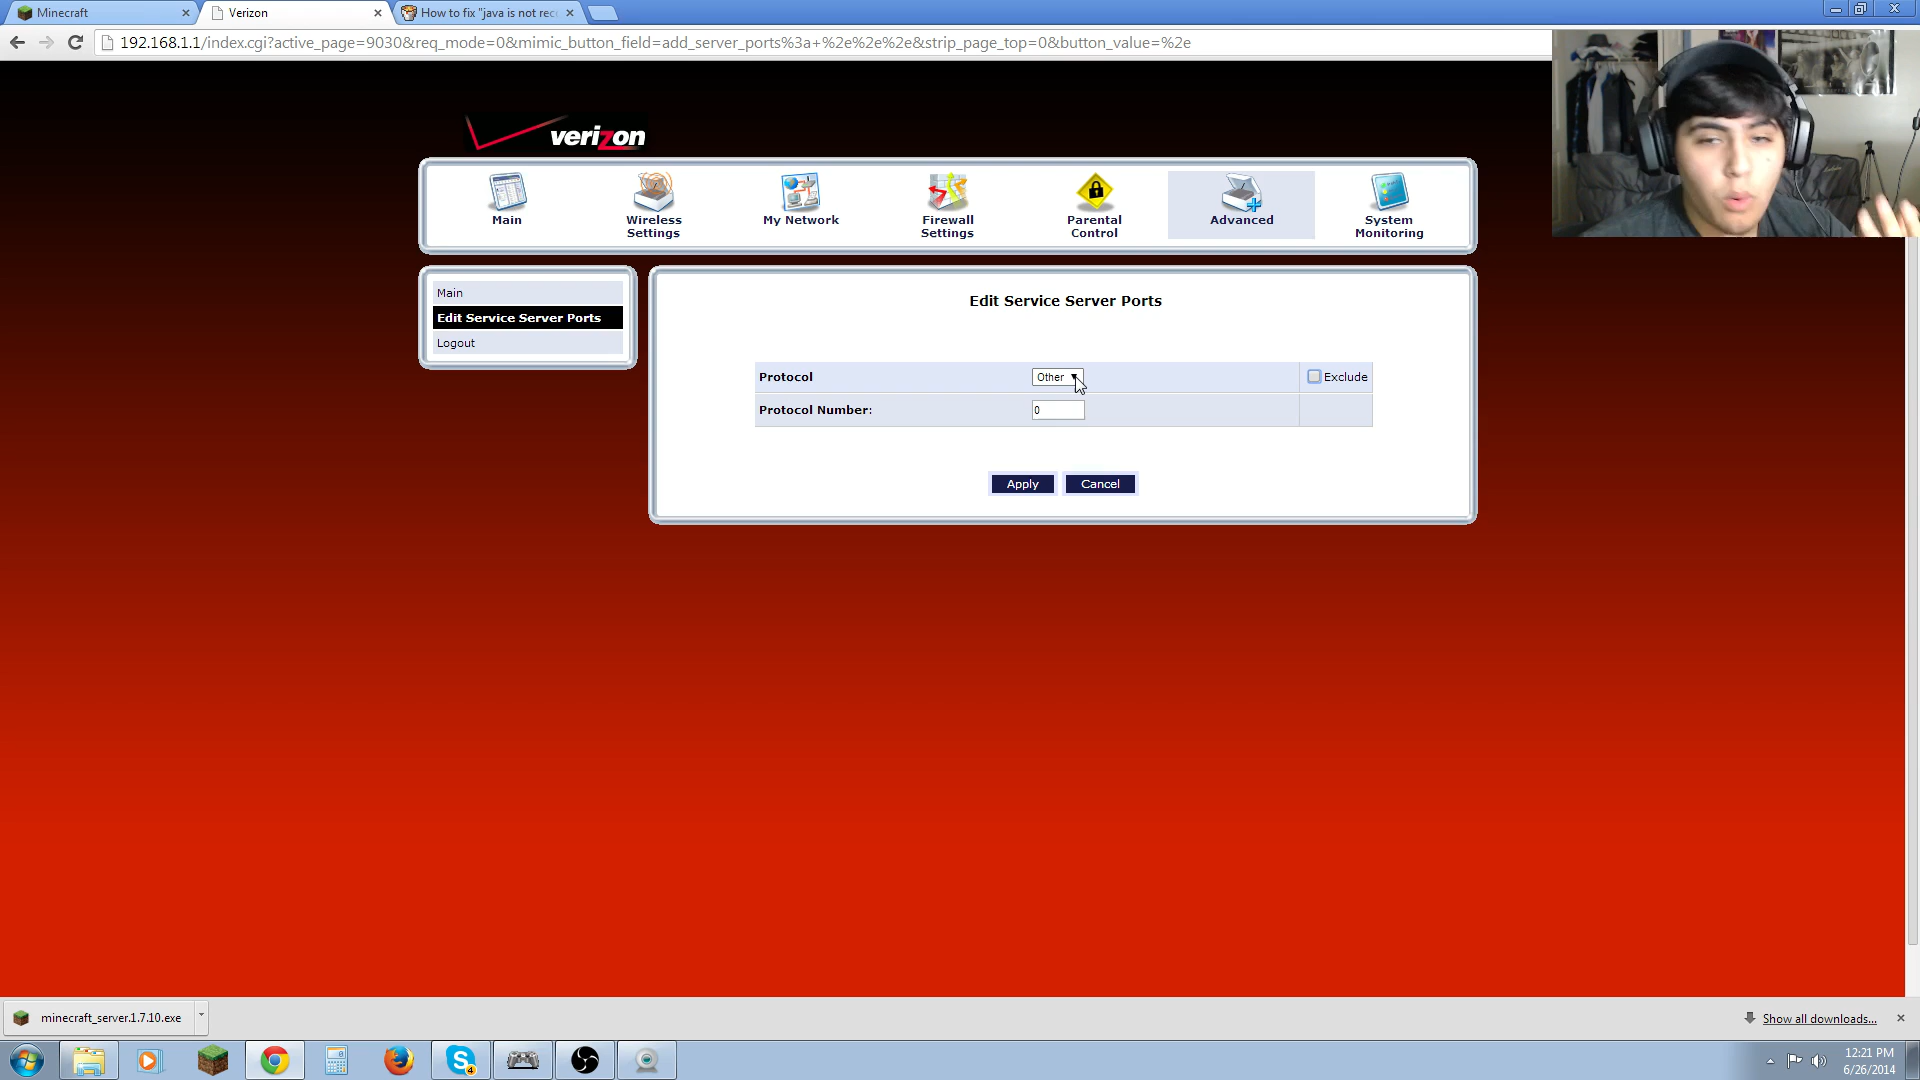 Minecraft
Verizon
How to fix "java is not rec
192.168.1.1/index.cgi?active_page=9030&req_mode=0&mimic_button_field=add_server_ports%3a+%2e%2e%2e&strip_page_top=0&button_value=%2e
verizon
Main
Wireless Settings
My Network
Firewall Settings
Parental Control
Advanced
System Monitoring
Main
Edit Service Server Ports
Logout
Edit Service Server Ports
Protocol
Other
Exclude
Protocol Number:
0
Apply
Cancel
minecraft_server.1.7.10.exe
Show all downloads...
4
12:21 PM
6/26/2014